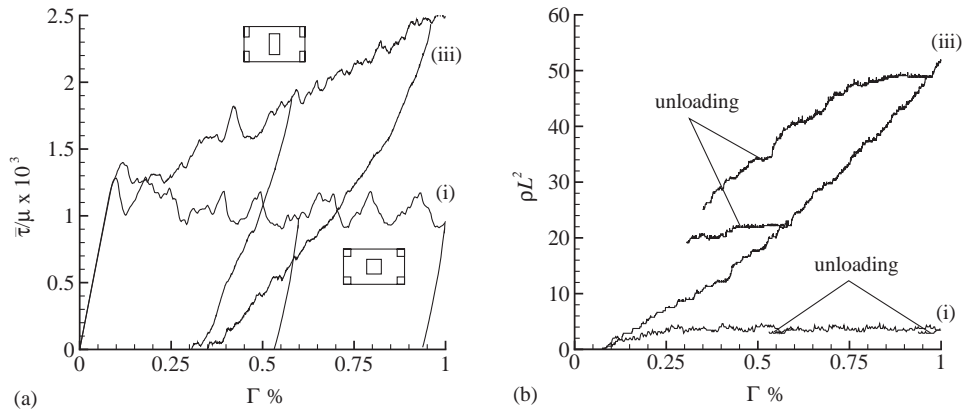 2.5
2
1.5
1
0.5
0
0
0.25
0.5
0.75
1
τ̄/μ x 10³
Γ %
(iii)
(i)
(a)
60
50
40
30
20
10
0
0
0.25
0.5
0.75
1
ρL²
Γ %
(iii)
unloading
unloading
(i)
(b)